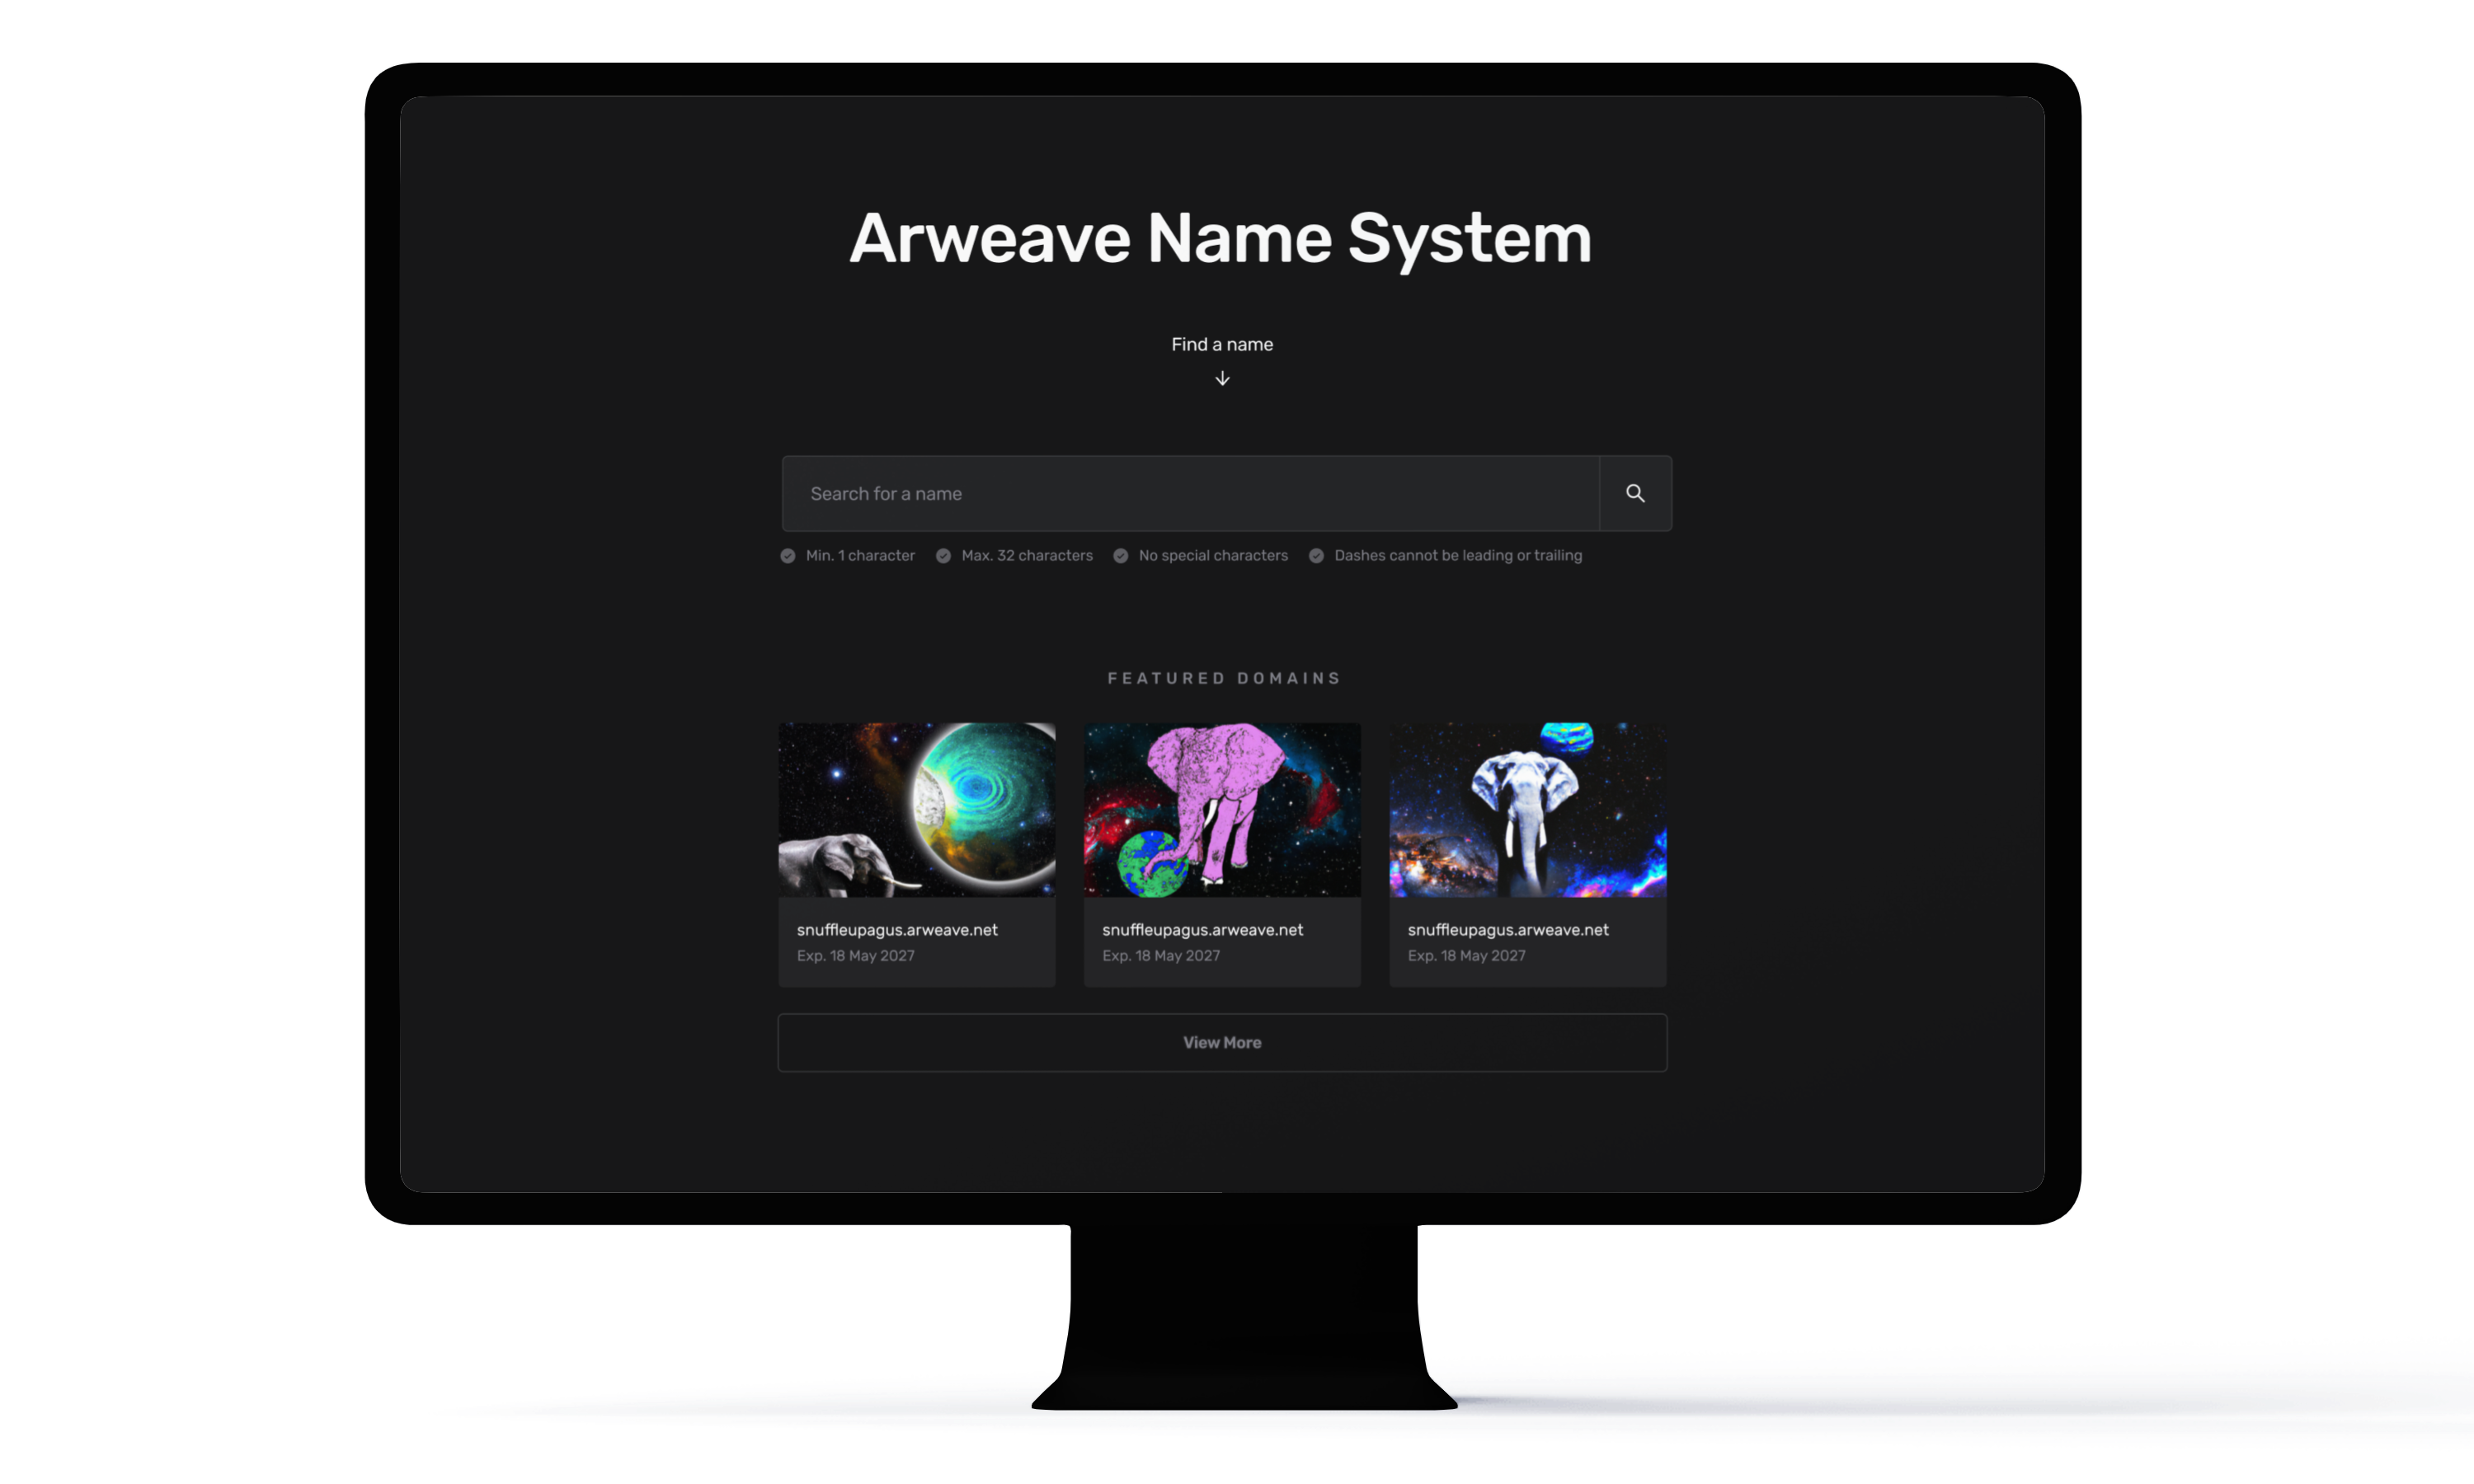 Arweave Name System
Find a name
Search for a name
Min. 1 character Max. 32 characters No special characters Dashes cannot be leading or trailing
FEATURED DOMAINS
snuffleupagus.arweave.net snuffleupagus.arweave.net snuffleupagus.arweave.net
Exp. 18 May 2027 Exp. 18 May 2027 Exp. 18 May 2027
View More